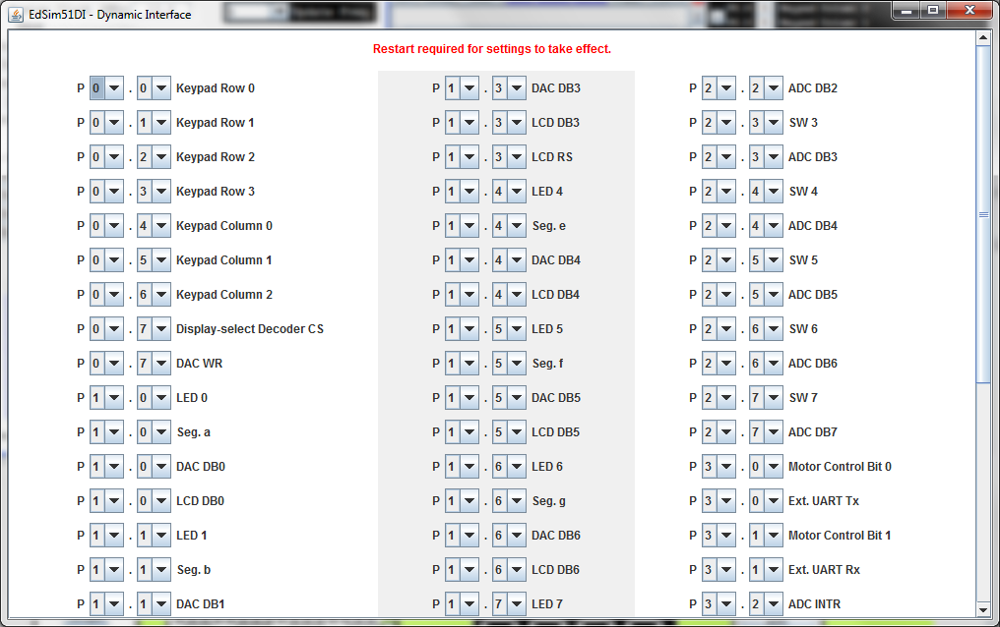 EdSim51DI - Dynamic Interface
Restart required for settings to take effect.
P 0 . 0 Keypad Row 0
P 0 . 1 Keypad Row 1
P 0 . 2 Keypad Row 2
P 0 . 3 Keypad Row 3
P 0 . 4 Keypad Column 0
P 0 . 5 Keypad Column 1
P 0 . 6 Keypad Column 2
P 0 . 7 Display-select Decoder CS
P 0 . 7 DAC WR
P 1 . 0 LED 0
P 1 . 0 Seg. a
P 1 . 0 DAC DB0
P 1 . 0 LCD DB0
P 1 . 1 LED 1
P 1 . 1 Seg. b
P 1 . 1 DAC DB1
P 1 . 3 DAC DB3
P 1 . 3 LCD DB3
P 1 . 3 LCD RS
P 1 . 4 LED 4
P 1 . 4 Seg. e
P 1 . 4 DAC DB4
P 1 . 4 LCD DB4
P 1 . 5 LED 5
P 1 . 5 Seg. f
P 1 . 5 DAC DB5
P 1 . 5 LCD DB5
P 1 . 6 LED 6
P 1 . 6 Seg. g
P 1 . 6 DAC DB6
P 1 . 6 LCD DB6
P 1 . 7 LED 7
P 2 . 2 ADC DB2
P 2 . 3 SW 3
P 2 . 3 ADC DB3
P 2 . 4 SW 4
P 2 . 4 ADC DB4
P 2 . 5 SW 5
P 2 . 5 ADC DB5
P 2 . 6 SW 6
P 2 . 6 ADC DB6
P 2 . 7 SW 7
P 2 . 7 ADC DB7
P 3 . 0 Motor Control Bit 0
P 3 . 0 Ext. UART Tx
P 3 . 1 Motor Control Bit 1
P 3 . 1 Ext. UART Rx
P 3 . 2 ADC INTR